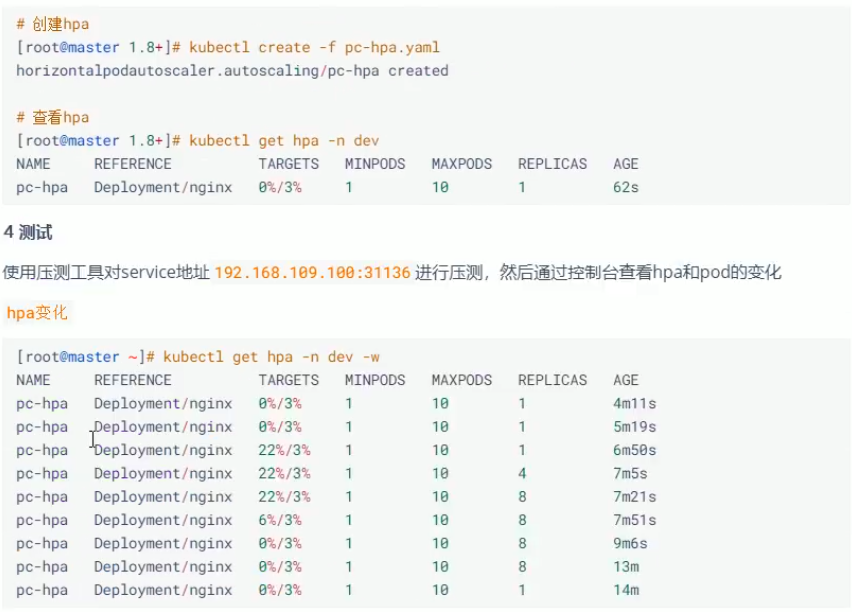 # 创建hpa
[root@master 1.8+]# kubectl create -f pc-hpa.yaml
horizontalpodautoscaler.autoscaling/pc-hpa created
# 查看hpa
[root@master 1.8+]# kubectl get hpa -n dev
NAME REFERENCE TARGETS MINPODS MAXPODS REPLICAS AGE
pc-hpa Deployment/nginx 0%/3% 1 10 1 62s
4 测试
使用压测工具对service地址 192.168.109.100:31136 进行压测，然后通过控制台查看hpa和pod的变化
hpa变化
[root@master ~]# kubectl get hpa -n dev -w
NAME REFERENCE TARGETS MINPODS MAXPODS REPLICAS AGE
pc-hpa Deployment/nginx 0%/3% 1 10 1 4m11s
pc-hpa Deployment/nginx 0%/3% 1 10 1 5m19s
pc-hpa Deployment/nginx 22%/3% 1 10 1 6m50s
pc-hpa Deployment/nginx 22%/3% 1 10 4 7m5s
pc-hpa Deployment/nginx 22%/3% 1 10 8 7m21s
pc-hpa Deployment/nginx 6%/3% 1 10 8 7m51s
pc-hpa Deployment/nginx 0%/3% 1 10 8 9m6s
pc-hpa Deployment/nginx 0%/3% 1 10 8 13m
pc-hpa Deployment/nginx 0%/3% 1 10 1 14m